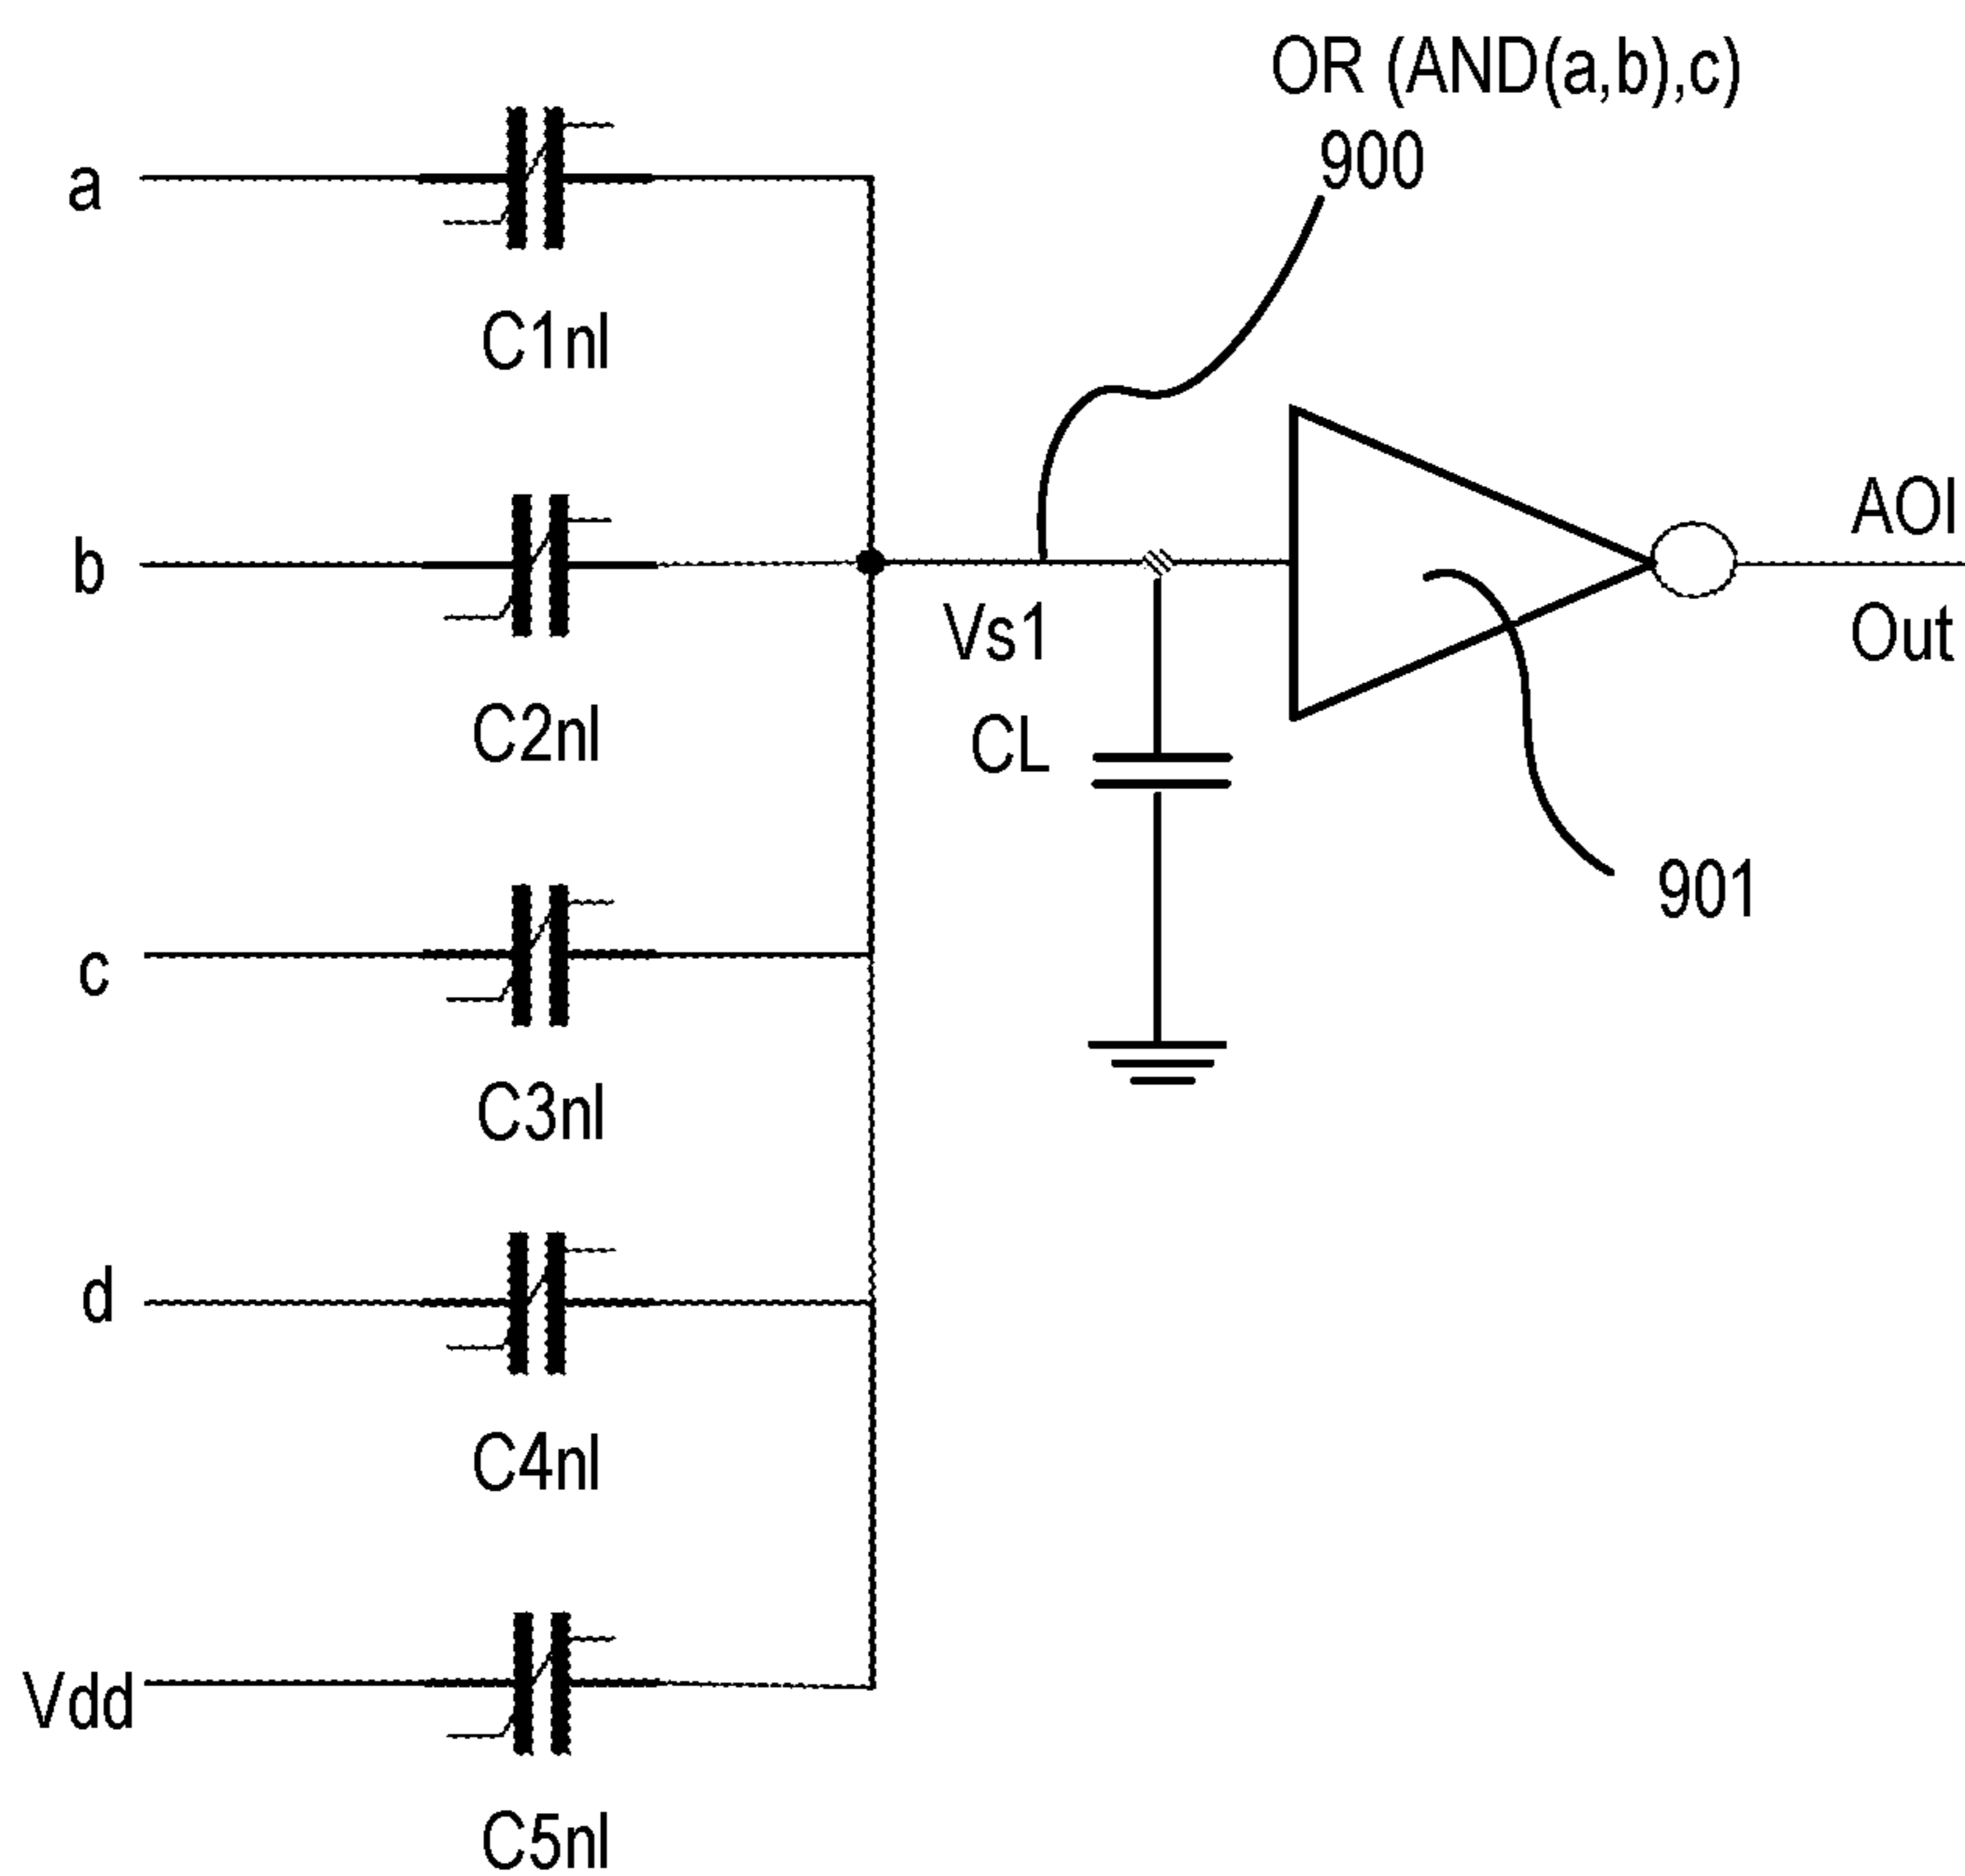 OR (AND(a,b),c)
900
a
C1nl
b
C2nl
Vs1
CL
AOI
Out
901
c
C3nl
d
C4nl
Vdd
C5nl